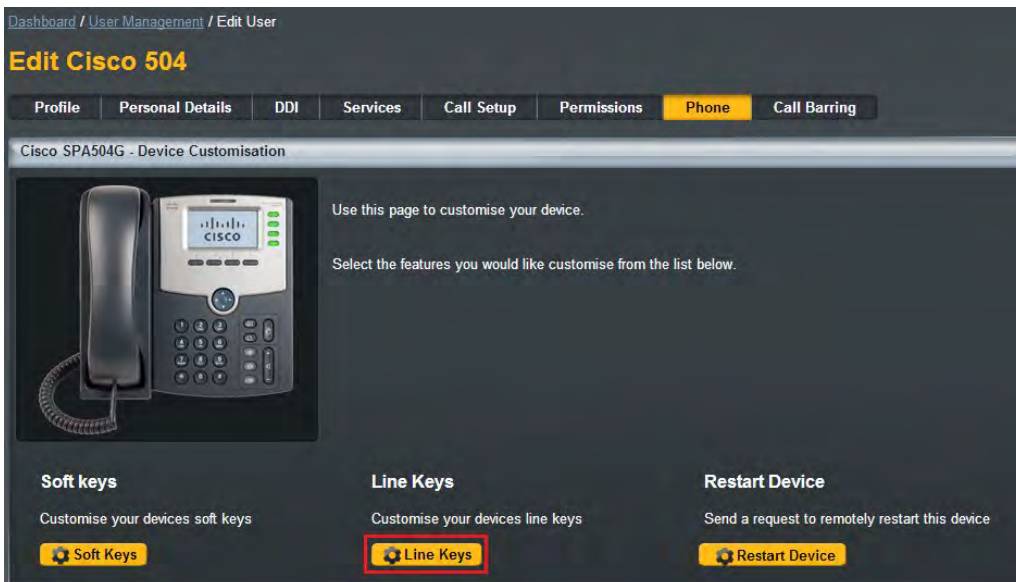 Dashboard / User Management / Edit User
Edit Cisco 504
Profile Personal Details DDI Services Call Setup Permissions Phone Call Barring
Cisco SPA504G - Device Customisation
CISCO
Use this page to customise your device.
Select the features you would like customise from the list below.
Soft keys
Customise your devices soft keys
Soft Keys
Line Keys
Customise your devices line keys
Line Keys
Restart Device
Send a request to remotely restart this device
Restart Device